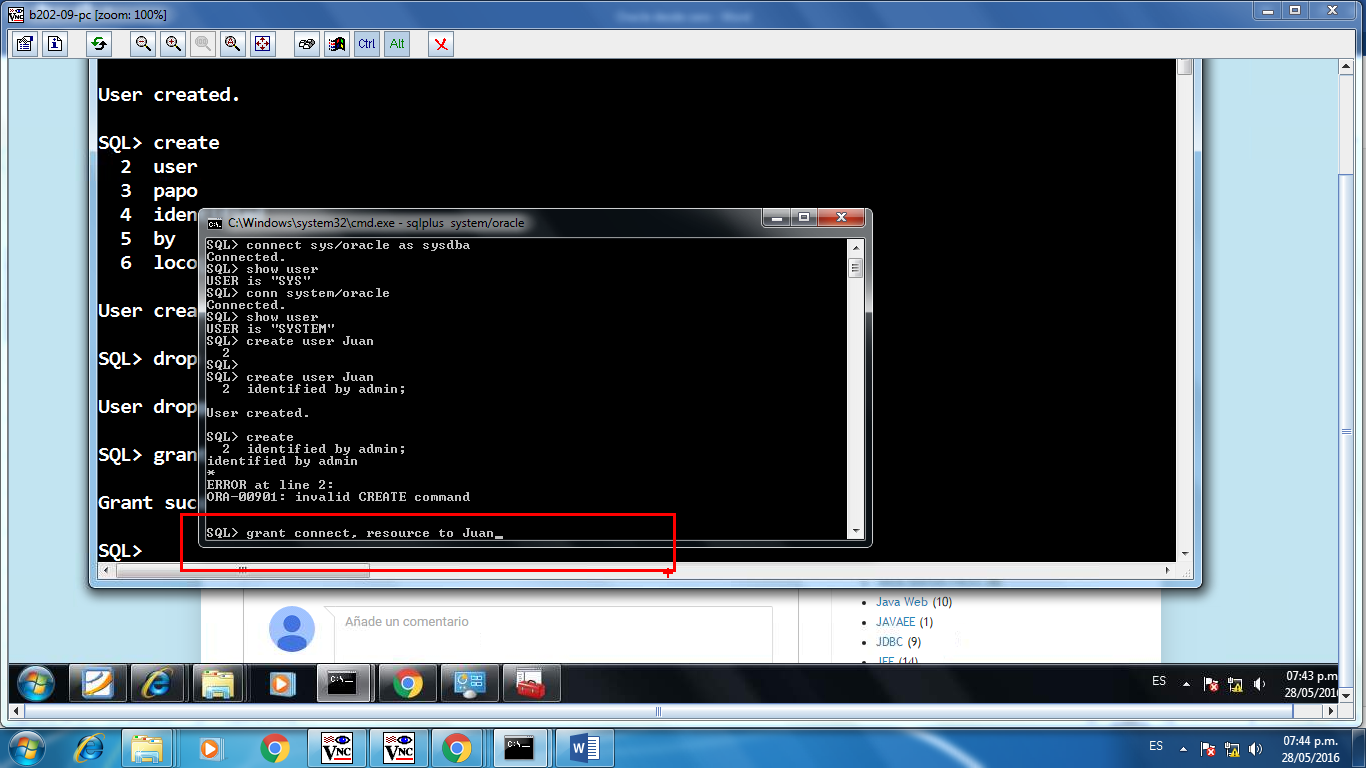 b202-09-pc [zoom: 100%]
Ctrl
Alt
User created.
SQL> create
2 user
3 papo
4 iden
5 by
6 loco
User crea
SQL> drop
User drop
SQL> gran
Grant suc
SQL>
C:\Windows\system32\cmd.exe - sqlplus system/oracle
SQL> connect sys/oracle as sysdba
Connected.
SQL> show user
USER is "SYS"
SQL> conn system/oracle
Connected.
SQL> show user
USER is "SYSTEM"
SQL> create user Juan
2
SQL>
SQL> create user Juan
2 identified by admin;
User created.
SQL> create
2 identified by admin;
identified by admin
*
ERROR at line 2:
ORA-00901: invalid CREATE command
SQL> grant connect, resource to Juan_
Añade un comentario
Java Web (10)
JAVAEE (1)
JDBC (9)
JEE (14)
ES
07:43 p.m
28/05/201
VNC
VNC
ES
07:44 p.m.
28/05/2016